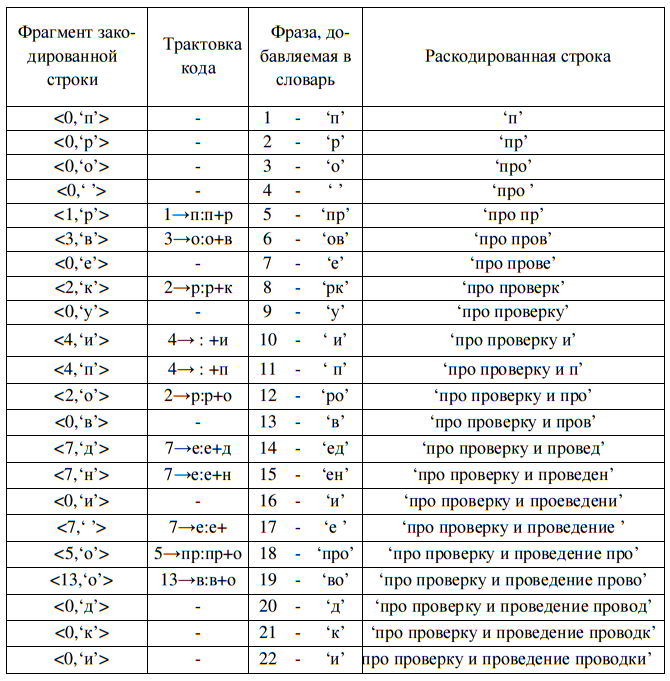 Фрагмент зако- Трактовка Фраза, до- Раскодированная строка
дированной кода бавляемая в
строки словарь
<0,‘п’> - 1 - ‘п’ ‘п’
<0,‘р’> - 2 - ‘р’ ‘пр’
<0,‘о’> - 3 - ‘о’ ‘про’
<0,‘ ’> - 4 - ‘ ’ ‘про ’
<1,‘р’> 1→п:п+р 5 - ‘пр’ ‘про пр’
<3,‘в’> 3→о:о+в 6 - ‘ов’ ‘про пров’
<0,‘е’> - 7 - ‘е’ ‘про прове’
<2,‘к’> 2→р:р+к 8 - ‘рк’ ‘про проверк’
<0,‘у’> - 9 - ‘у’ ‘про проверку’
<4,‘и’> 4→ : +и 10 - ‘ и’ ‘про проверку и’
<4,‘п’> 4→ : +п 11 - ‘ п’ ‘про проверку и п’
<2,‘о’> 2→р:р+о 12 - ‘ро’ ‘про проверку и про’
<0,‘в’> - 13 - ‘в’ ‘про проверку и пров’
<7,‘д’> 7→е:е+д 14 - ‘ед’ ‘про проверку и провед’
<7,‘н’> 7→е:е+н 15 - ‘ен’ ‘про проверку и проведен’
<0,‘и’> - 16 - ‘и’ ‘про проверку и проеведени’
<7,‘ ’> 7→е:е+ 17 - ‘е ’ ‘про проверку и проведение ’
<5,‘о’> 5→пр:пр+о 18 - ‘про’ ‘про проверку и проведение про’
<13,‘о’> 13→в:в+о 19 - ‘во’ ‘про проверку и проведение прово’
<0,‘д’> - 20 - ‘д’ ‘про проверку и проведение провод’
<0,‘к’> - 21 - ‘к’ ‘про проверку и проведение проводк’
<0,‘и’> - 22 - ‘и’ про проверку и проведение проводки’